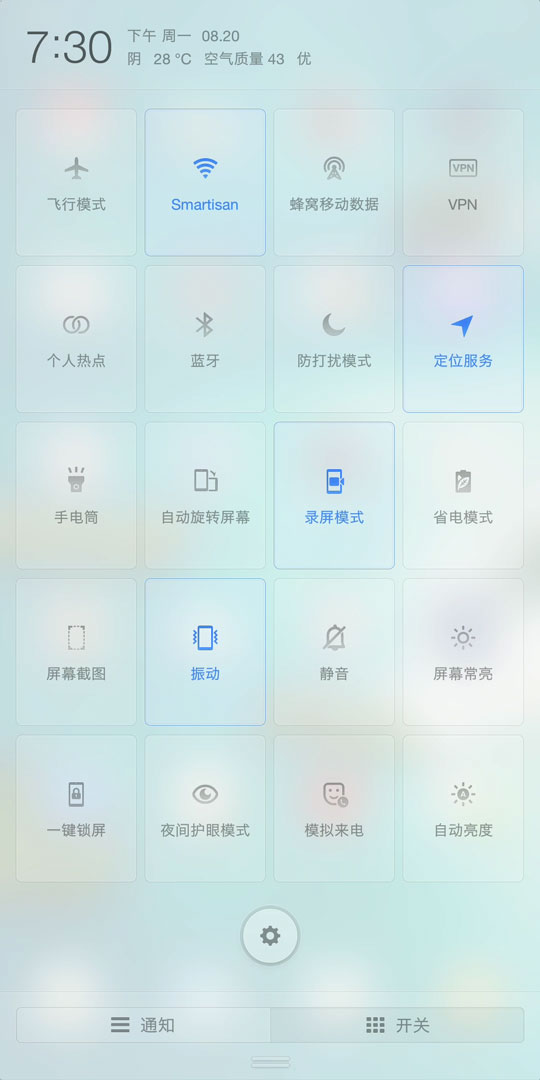 7:30
下午 周一 08.20
阴 28 °C 空气质量 43 优
飞行模式
Smartisan
蜂窝移动数据
VPN
VPN
个人热点
蓝牙
防打扰模式
定位服务
手电筒
自动旋转屏幕
录屏模式
省电模式
屏幕截图
振动
静音
屏幕常亮
A
一键锁屏
夜间护眼模式
模拟来电
自动亮度
通知
开关